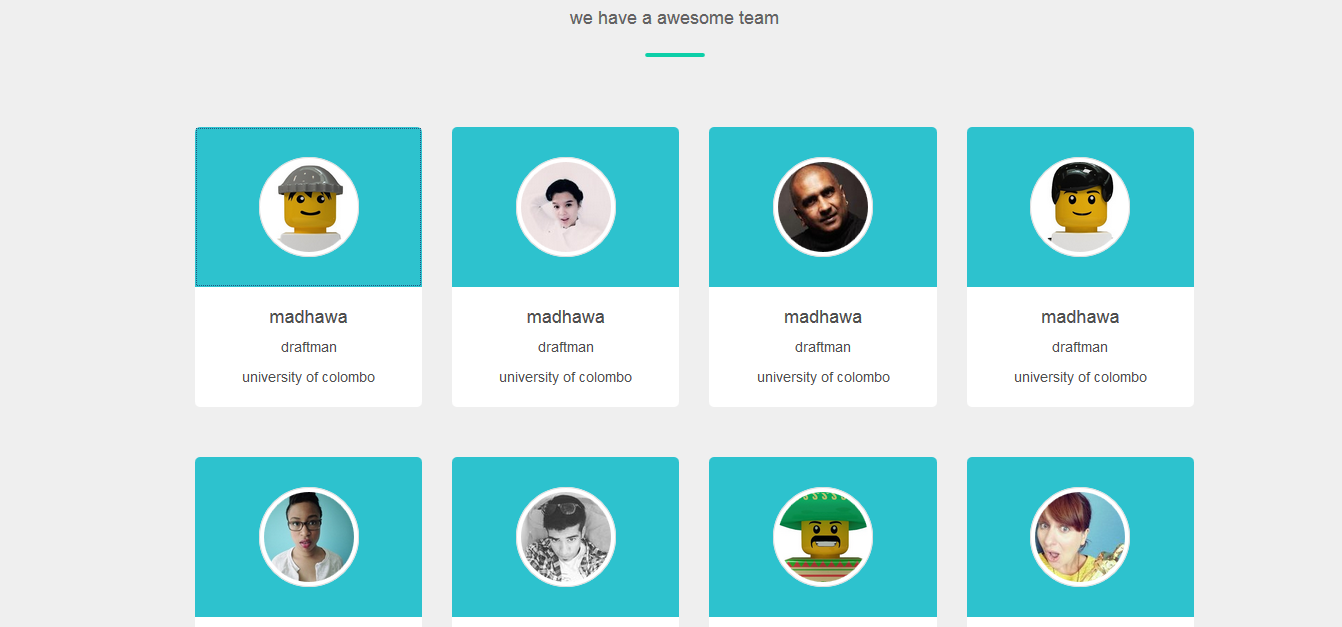 we have a awesome team
madhawa
draftman
university of colombo
madhawa
draftman
university of colombo
madhawa
draftman
university of colombo
madhawa
draftman
university of colombo